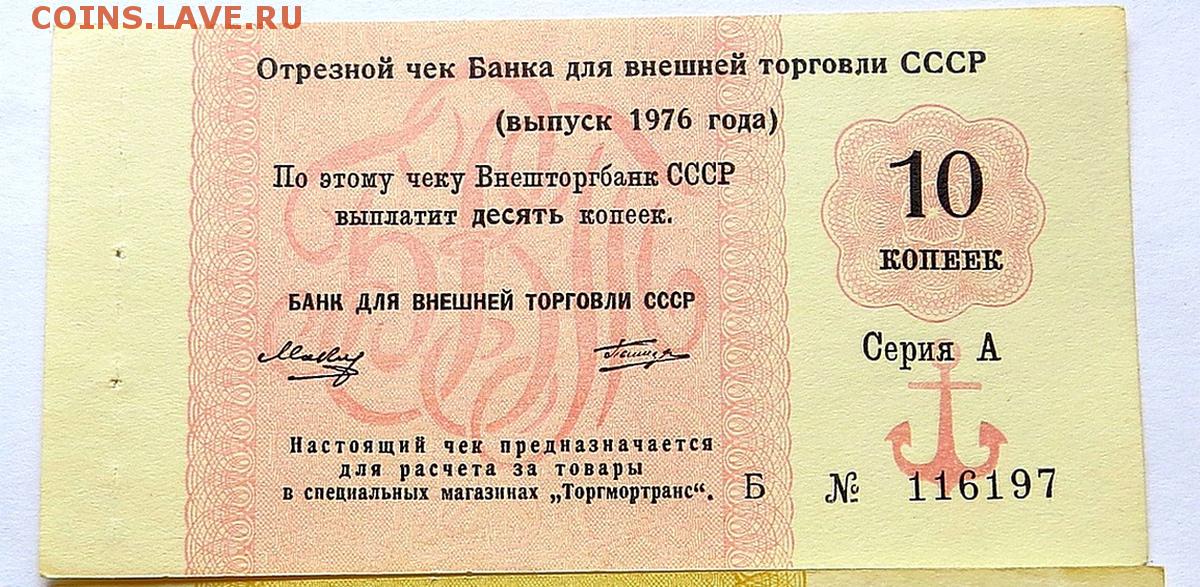 COINS.LAVE.RU
Отрезной чек Банка для внешней торговли СССР
(выпуск 1976 года)
По этому чеку Внешторгбанк СССР
выплатит десять копеек.
10
КОПЕЕК
БАНК ДЛЯ ВНЕШНЕЙ ТОРГОВЛИ СССР
Серия А
Настоящий чек предназначается
для расчета за товары
в специальных магазинах „Торгмортранс“.
Б № 116197